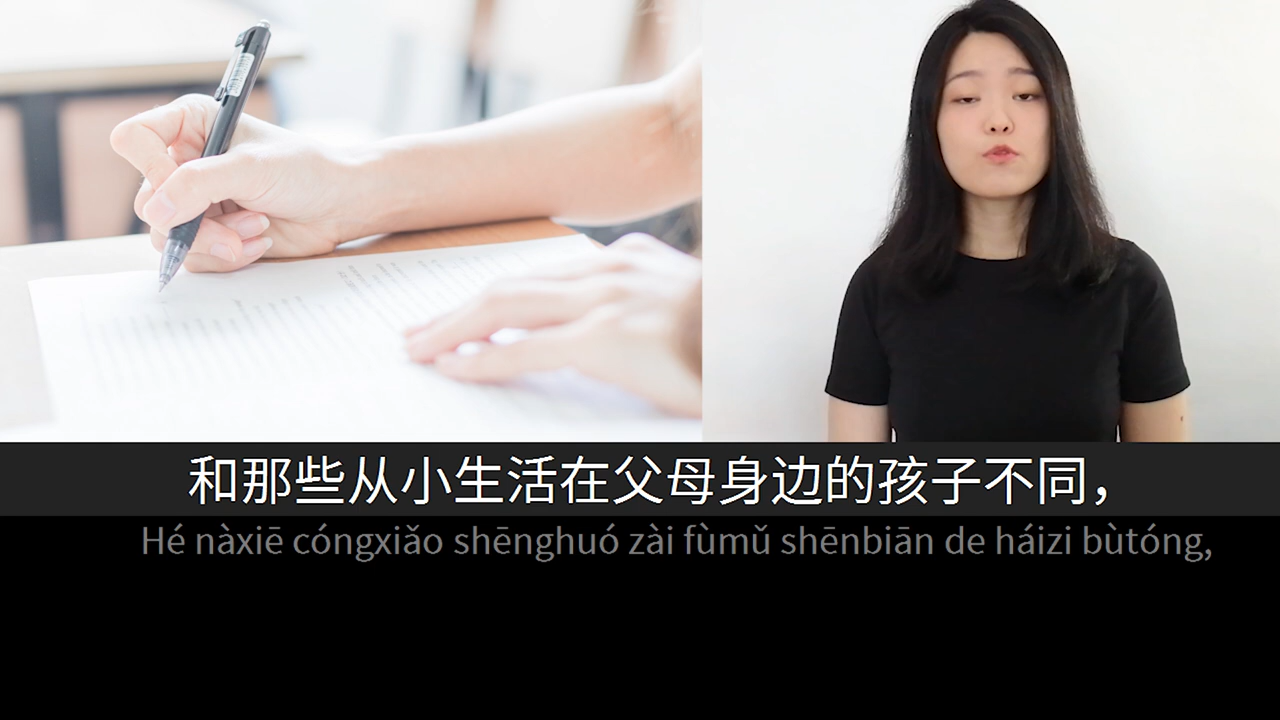 和那些从小生活在父母身边的孩子不同，
Hé nàxiē cóngxiǎo shēnghuó zài fùmǔ shēnbiān de háizi bùtóng,